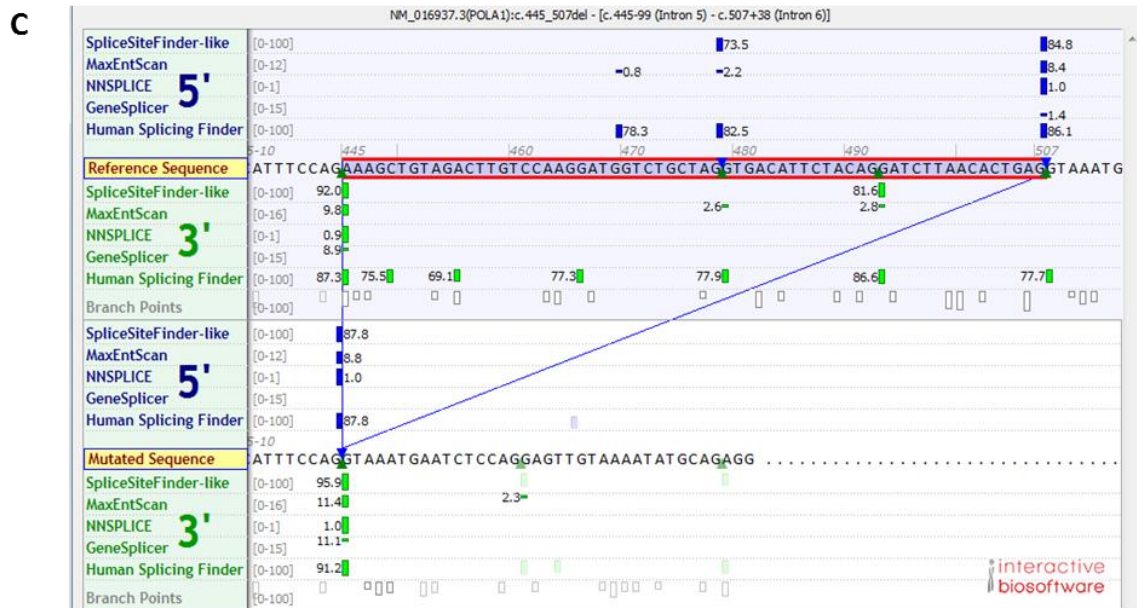 C
NM_016937.3(POLA1):c.445_507del - [c.445-99 (Intron 5) - c.507+38 (Intron 6)]
SpliceSiteFinder-like [0-100] 73.5 84.8
MaxEntScan [0-12] 0.8 2.2 8.4
NNSPLICE 5' [0-1] 1.0
GeneSplicer [0-15] 1.4
Human Splicing Finder [0-100] 78.3 82.5 86.1
5-10 445 460 470 480 490 507
Reference Sequence ATTTCCAGAAAGCTGTAGACTTGTCCAAGGATGGTCTGCTAGGTGACATTCTACAGGATCTTAACACTGAGGTAAATG
SpliceSiteFinder-like [0-100] 92.0 81.6
MaxEntScan [0-16] 9.8 2.6 2.8
NNSPLICE 3' [0-1] 0.9
GeneSplicer [0-15] 8.9
Human Splicing Finder [0-100] 87.3 75.5 69.1 77.3 77.9 86.6 77.7
Branch Points [0-100]
SpliceSiteFinder-like [0-100] 87.8
MaxEntScan [0-12] 8.8
NNSPLICE 5' [0-1] 1.0
GeneSplicer [0-15]
Human Splicing Finder [0-100] 87.8
5-10
Mutated Sequence ATTTCCAGGTAAATGAATCTCCAGGAGTTGTAAAATATGCAGAGG ................................
SpliceSiteFinder-like [0-100] 95.9
MaxEntScan [0-16] 11.4 2.3
NNSPLICE 3' [0-1] 1.0
GeneSplicer [0-15] 11.1
Human Splicing Finder [0-100] 91.2
Branch Points [0-100]
interactive
biosoftware